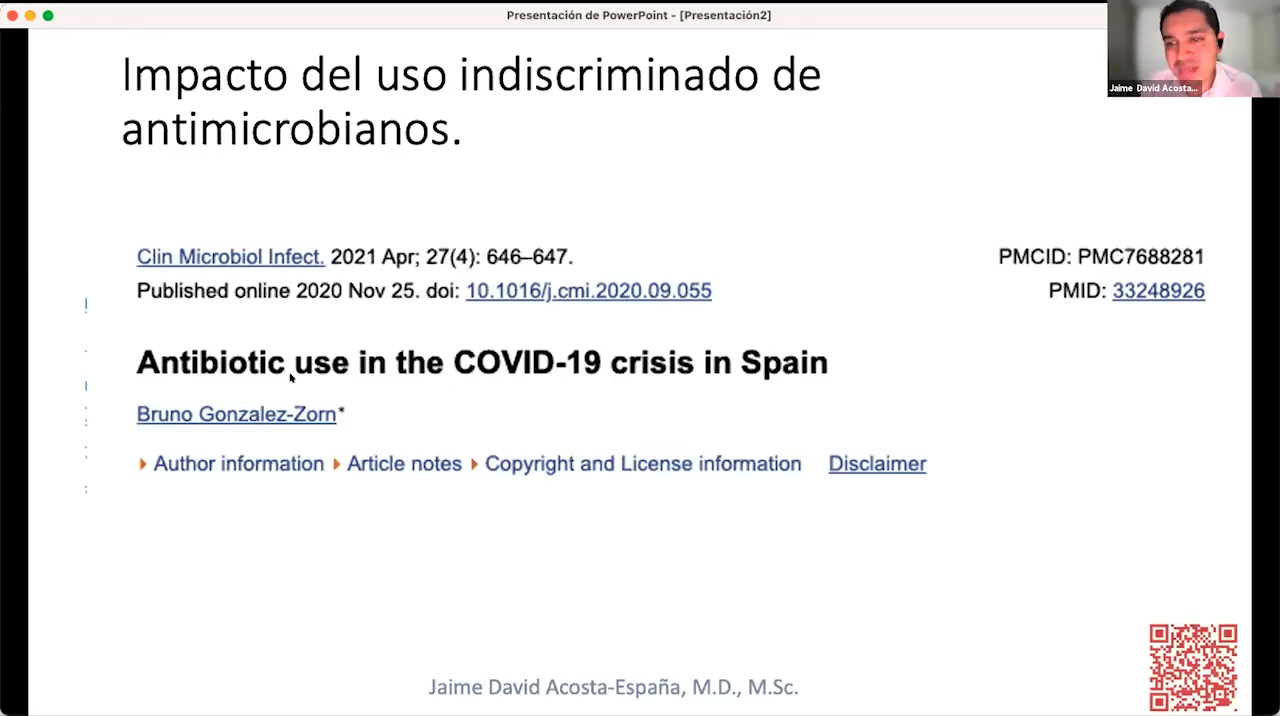 Presentación de PowerPoint - [Presentación2]
Jaime David Acosta...
Impacto del uso indiscriminado de
antimicrobianos.
Clin Microbiol Infect. 2021 Apr; 27(4): 646–647.
PMCID: PMC7688281
Published online 2020 Nov 25. doi: 10.1016/j.cmi.2020.09.055
PMID: 33248926
Antibiotic use in the COVID-19 crisis in Spain
Bruno Gonzalez-Zorn*
Author information Article notes Copyright and License information Disclaimer
Jaime David Acosta-España, M.D., M.Sc.